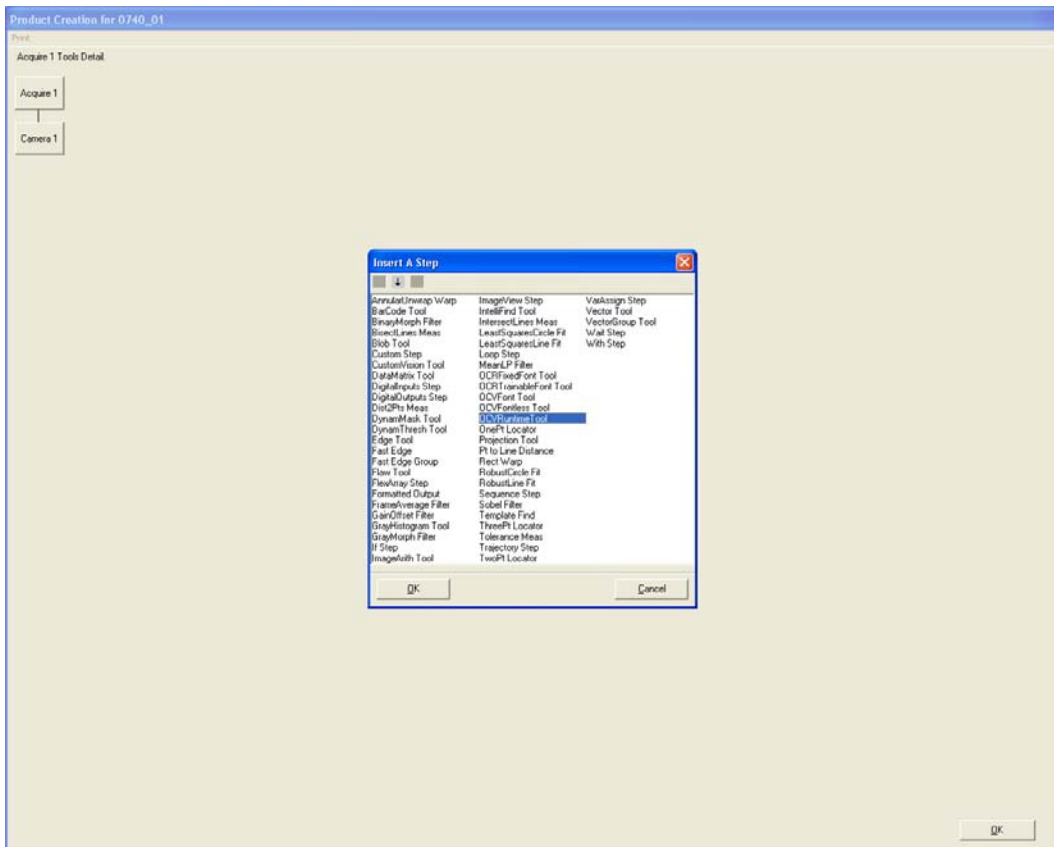 Product Creation for 0740_01
Print
Acquire 1 Tools Detail
Acquire 1
Camera 1
Insert A Step
AnnularUnwrap Warp
BarCode Tool
BinaryMorph Filter
BisectLines Meas
Blob Tool
Custom Step
CustomVision Tool
DataMatrix Tool
DigitalInputs Step
DigitalOutputs Step
Dist2Pts Meas
DynamMask Tool
DynamThresh Tool
Edge Tool
Fast Edge
Fast Edge Group
Flaw Tool
FlexArray Step
Formatted Output
FrameAverage Filter
GainOffset Filter
GrayHistogram Tool
GrayMorph Filter
If Step
ImageArith Tool
ImageView Step
IntelliFind Tool
IntersectLines Meas
LeastSquaresCircle Fit
LeastSquaresLine Fit
Loop Step
MeanLP Filter
OCRFixedFont Tool
OCRTrainableFont Tool
OCVFont Tool
OCVFontless Tool
OCVRuntimeTool
OnePt Locator
Projection Tool
Pt to Line Distance
Rect Warp
RobustCircle Fit
RobustLine Fit
Sequence Step
Sobel Filter
Template Find
ThreePt Locator
Tolerance Meas
Trajectory Step
TwoPt Locator
VarAssign Step
Vector Tool
VectorGroup Tool
Wait Step
With Step
OK
Cancel
OK